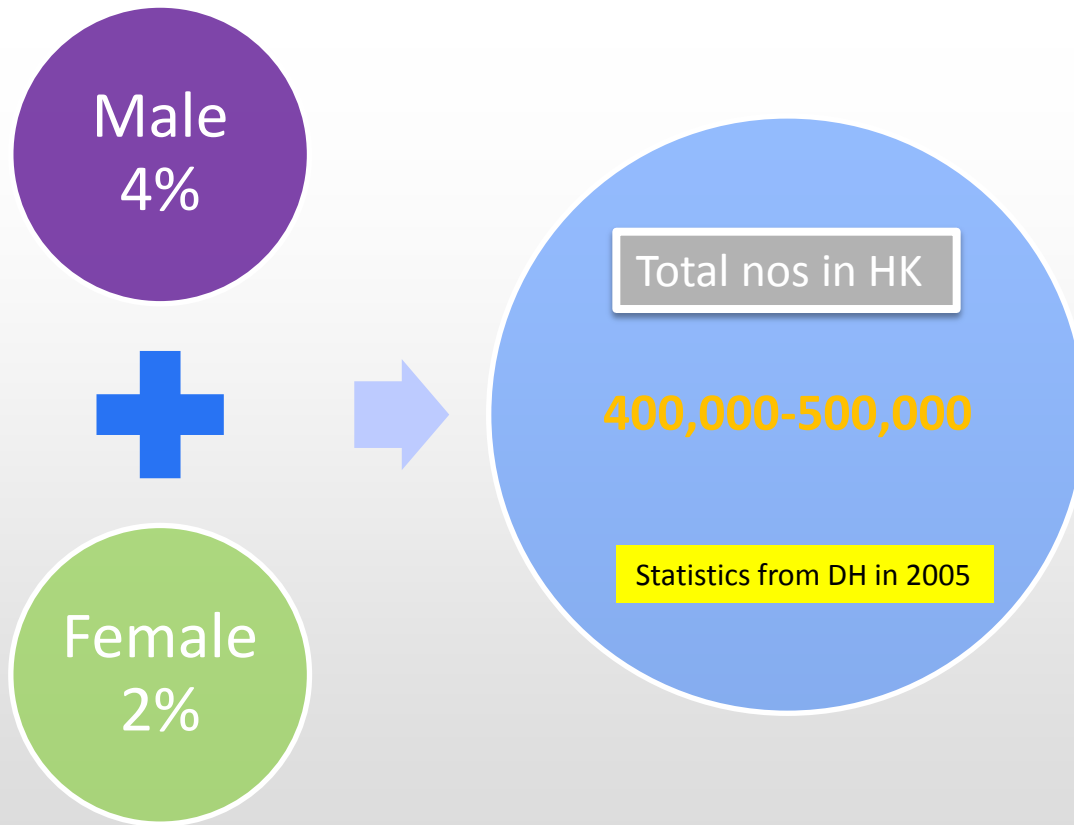 Male
4%
Female
2%
Total nos in HK
400,000-500,000
Statistics from DH in 2005